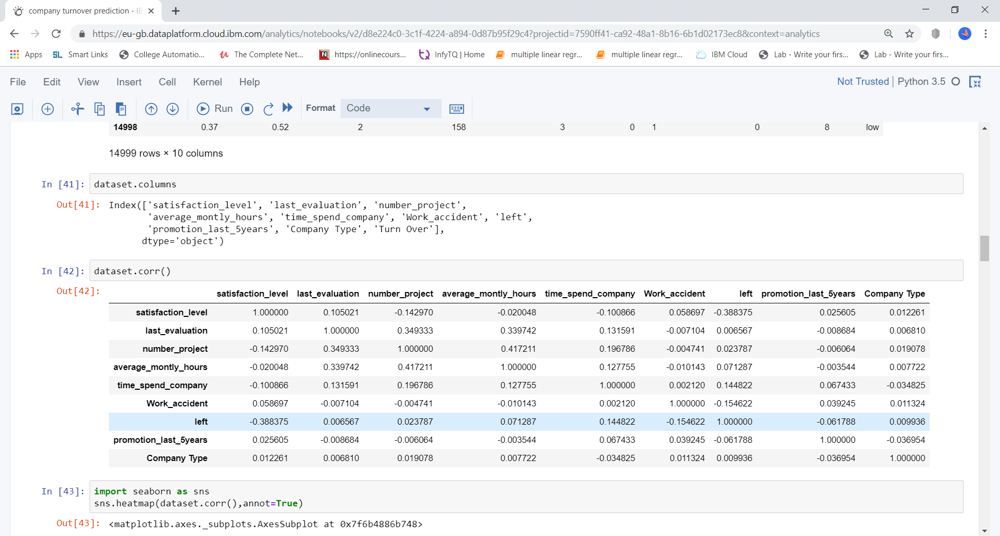 company turnover prediction - IB
https://eu-gb.dataplatform.cloud.ibm.com/analytics/notebooks/v2/d8e224c0-3c1f-4224-a894-0d87b95f29c4?projectid=7590ff41-ca92-48a1-8b16-6b1d02173ec8&context=analytics
Apps SL Smart Links College Automatio... The Complete Net... N https://onlinecours... InfyTQ | Home multiple linear regr... multiple linear regr... IBM Cloud Lab - Write your firs... Lab - Write your firs...
File Edit View Insert Cell Kernel Help Not Trusted | Python 3.5
Run Format Code
14998 0.37 0.52 2 158 3 0 1 0 8 low
14999 rows × 10 columns
In [41]: dataset.columns
Out[41]: Index(['satisfaction_level', 'last_evaluation', 'number_project',
'average_montly_hours', 'time_spend_company', 'Work_accident', 'left',
'promotion_last_5years', 'Company Type', 'Turn Over'],
dtype='object')
In [42]: dataset.corr()
Out[42]:
satisfaction_level last_evaluation number_project average_montly_hours time_spend_company Work_accident left promotion_last_5years Company Type
satisfaction_level 1.000000 0.105021 -0.142970 -0.020048 -0.100866 0.058697 -0.388375 0.025605 0.012261
last_evaluation 0.105021 1.000000 0.349333 0.339742 0.131591 -0.007104 0.006567 -0.008684 0.006810
number_project -0.142970 0.349333 1.000000 0.417211 0.196786 -0.004741 0.023787 -0.006064 0.019078
average_montly_hours -0.020048 0.339742 0.417211 1.000000 0.127755 -0.010143 0.071287 -0.003544 0.007722
time_spend_company -0.100866 0.131591 0.196786 0.127755 1.000000 0.002120 0.144822 0.067433 -0.034825
Work_accident 0.058697 -0.007104 -0.004741 -0.010143 0.002120 1.000000 -0.154622 0.039245 0.011324
left -0.388375 0.006567 0.023787 0.071287 0.144822 -0.154622 1.000000 -0.061788 0.009936
promotion_last_5years 0.025605 -0.008684 -0.006064 -0.003544 0.067433 0.039245 -0.061788 1.000000 -0.036954
Company Type 0.012261 0.006810 0.019078 0.007722 -0.034825 0.011324 0.009936 -0.036954 1.000000
In [43]: import seaborn as sns
sns.heatmap(dataset.corr(),annot=True)
Out[43]: <matplotlib.axes._subplots.AxesSubplot at 0x7f6b4886b748>